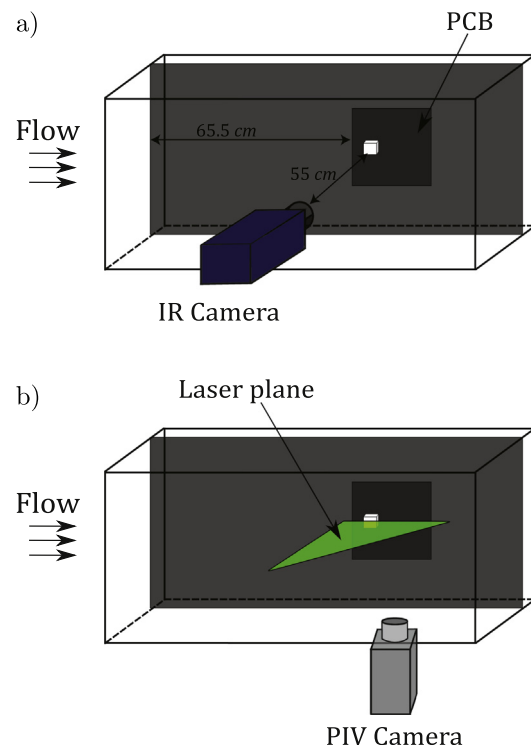 a)
PCB
65.5 cm
Flow
55 cm
IR Camera
b)
Laser plane
Flow
PIV Camera